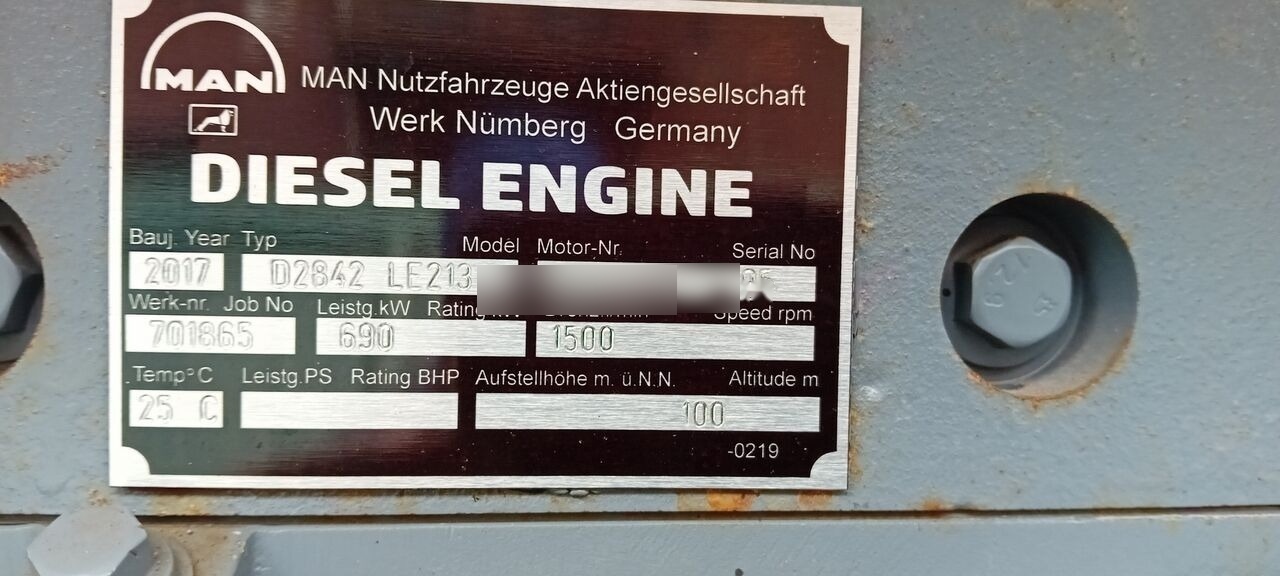 MAN
MAN Nutzfahrzeuge Aktiengesellschaft
Werk Nümberg Germany
DIESEL ENGINE
Bauj. Year Typ Model Motor-Nr. Serial No
2017 D2842 LE213
Werk-nr. Job No Leistg.kW Rating Speed rpm
701865 690 1500
Temp°C Leistg.PS Rating BHP Aufstellhöhe m. ü.N.N. Altitude m
25 C 100
-0219